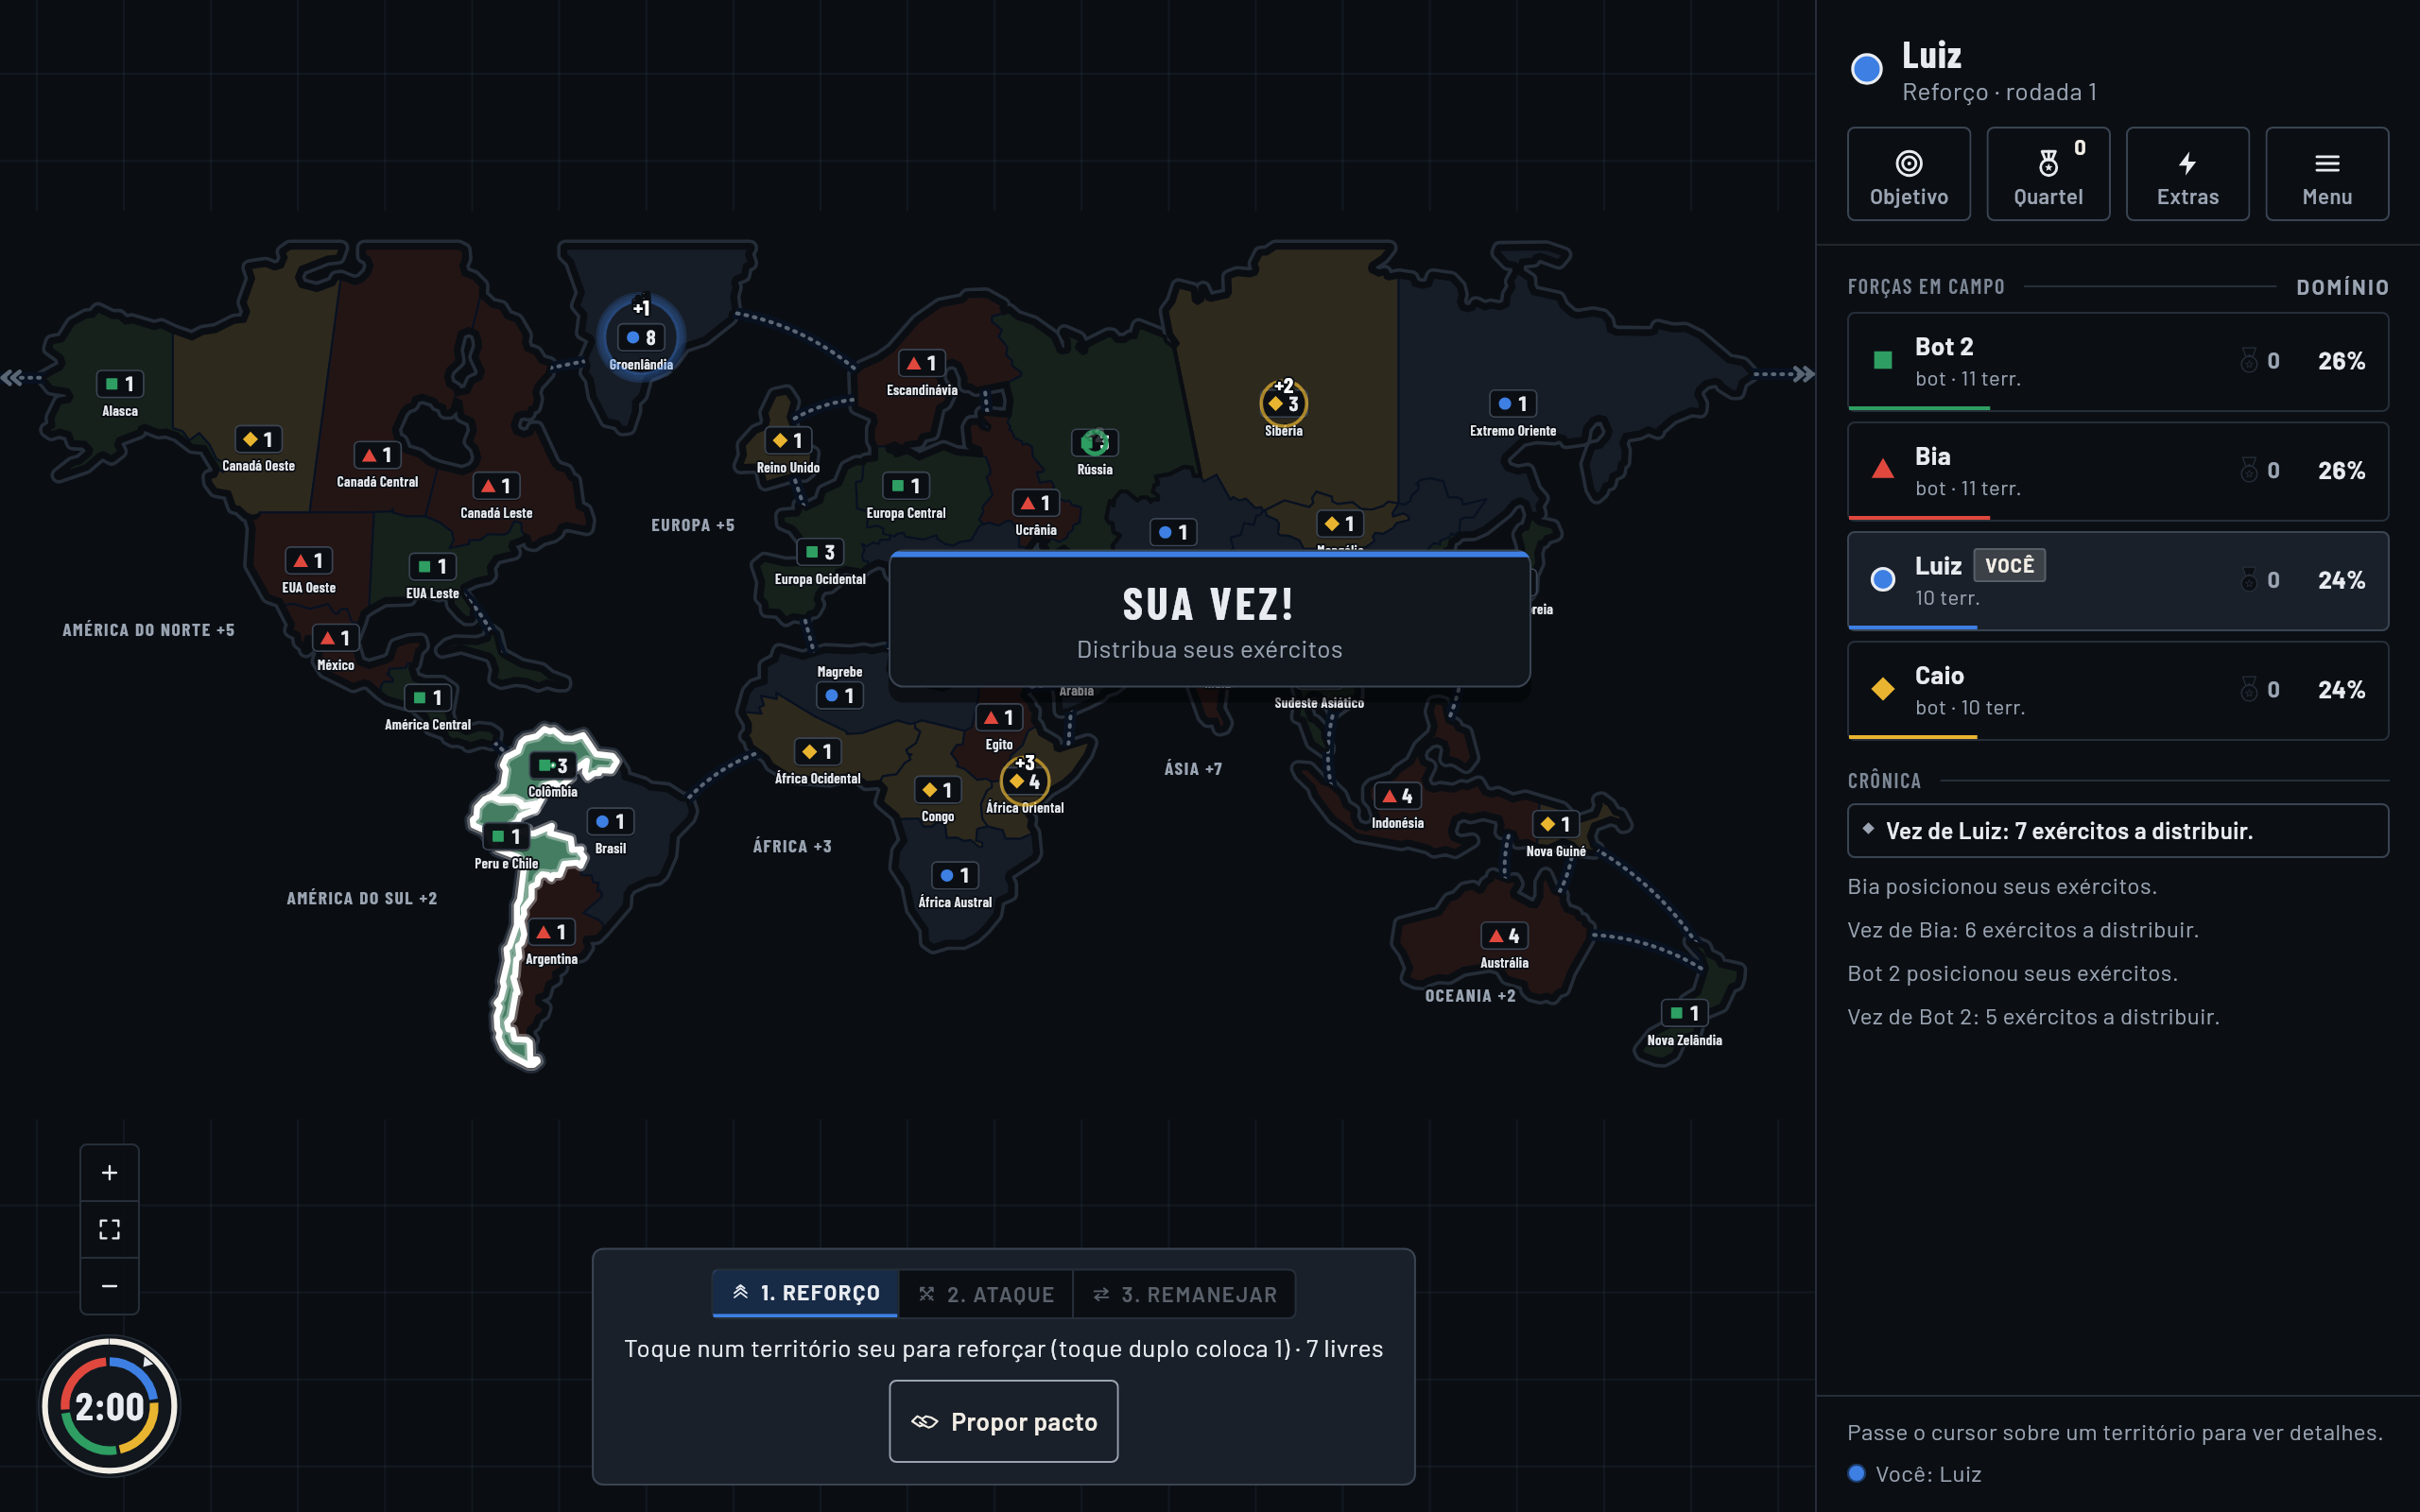 Luiz
Reforço · rodada 1
0
Objetivo
Quartel
Extras
Menu
FORÇAS EM CAMPO
DOMÍNIO
Bot 2
bot · 11 terr.
0
26%
Bia
bot · 11 terr.
0
26%
Luiz VOCÊ
10 terr.
0
24%
Caio
bot · 10 terr.
0
24%
CRÔNICA
Vez de Luiz: 7 exércitos a distribuir.
Bia posicionou seus exércitos.
Vez de Bia: 6 exércitos a distribuir.
Bot 2 posicionou seus exércitos.
Vez de Bot 2: 5 exércitos a distribuir.
Passe o cursor sobre um território para ver detalhes.
Você: Luiz
+1
8
Groenlândia
1
Alasca
1
Canadá Oeste
1
Canadá Central
1
Canadá Leste
1
EUA Oeste
1
EUA Leste
1
México
1
América Central
AMÉRICA DO NORTE +5
3
Colômbia
1
Peru e Chile
1
Brasil
1
Argentina
AMÉRICA DO SUL +2
1
Escandinávia
1
Reino Unido
1
Europa Central
3
Europa Ocidental
1
Ucrânia
Rússia
EUROPA +5
+2
3
Sibéria
1
Extremo Oriente
1
1
Sudeste Asiático
ÁSIA +7
SUA VEZ!
Distribua seus exércitos
Magrebe
1
1
Egito
1
África Ocidental
1
Congo
+3
4
África Oriental
1
África Austral
ÁFRICA +3
4
Indonésia
1
Nova Guiné
4
Austrália
1
Nova Zelândia
OCEANIA +2
+
−
2:00
1. REFORÇO
2. ATAQUE
3. REMANEJAR
Toque num território seu para reforçar (toque duplo coloca 1) · 7 livres
Propor pacto